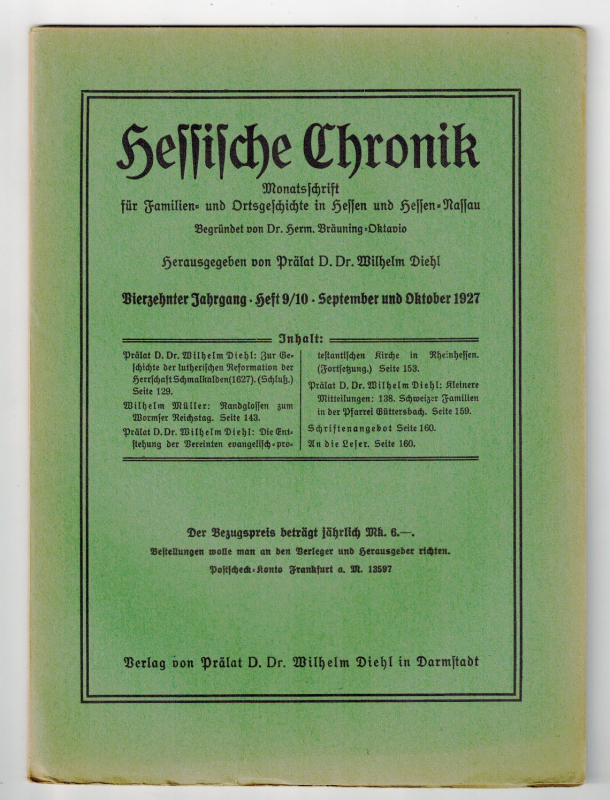 Hessische Chronik
Monatsschrift
für Familien- und Ortsgeschichte in Hessen und Hessen-Nassau
Begründet von Dr. Herm. Bräuning-Oktavio
Herausgegeben von Prälat D. Dr. Wilhelm Diehl
Vierzehnter Jahrgang · Heft 9/10 · September und Oktober 1927
Inhalt:
Prälat D. Dr. Wilhelm Diehl: Zur Ge-
schichte der lutherischen Reformation der
Herrschaft Schmalkalden (1627). (Schluß.)
Seite 129.
Wilhelm Müller: Randglossen zum
Wormser Reichstag. Seite 143.
Prälat D. Dr. Wilhelm Diehl: Die Ent-
stehung der Vereinten evangelisch-pro-
testantischen Kirche in Rheinhessen.
(Fortsetzung.) Seite 153.
Prälat D. Dr. Wilhelm Diehl: Kleinere
Mitteilungen: 138. Schweizer Familien
in der Pfarrei Güttersbach. Seite 159.
Schriftenangebot Seite 160.
An die Leser. Seite 160.
Der Bezugspreis beträgt jährlich Mk. 6.—.
Bestellungen wolle man an den Verleger und Herausgeber richten.
Postscheck-Konto Frankfurt a. M. 13597
Verlag von Prälat D. Dr. Wilhelm Diehl in Darmstadt